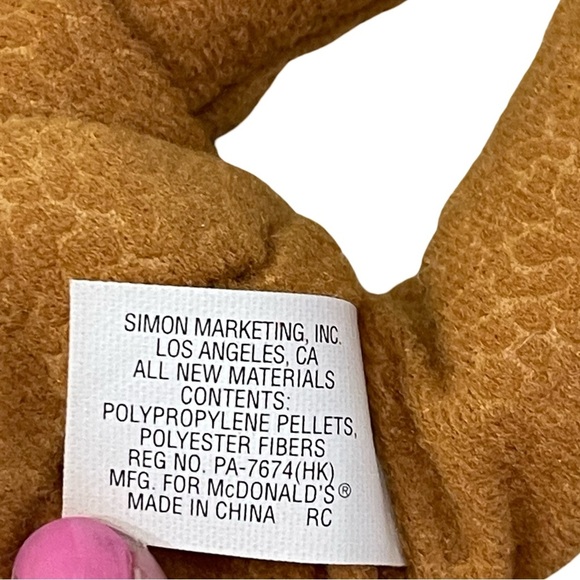 SIMON MARKETING, INC.
LOS ANGELES, CA
ALL NEW MATERIALS
CONTENTS:
POLYPROPYLENE PELLETS,
POLYESTER FIBERS
REG NO. PA-7674(HK)
MFG. FOR McDONALD'S®
MADE IN CHINA RC